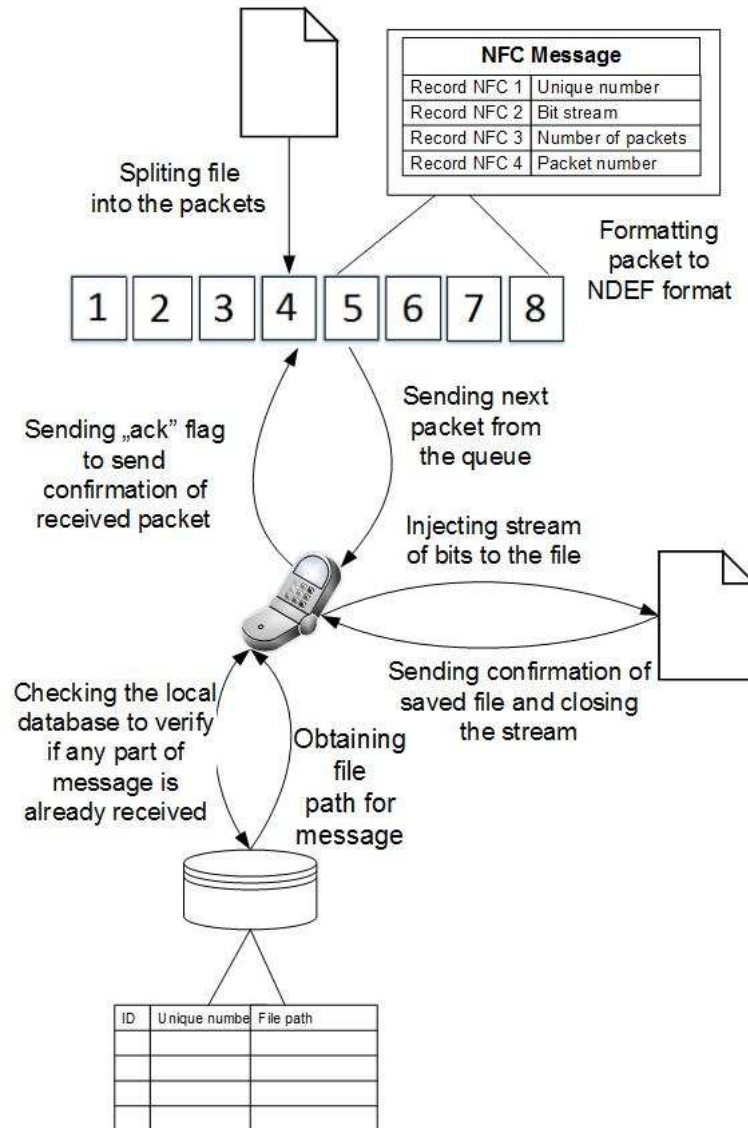 NFC Message
Record NFC 1 Unique number
Record NFC 2 Bit stream
Record NFC 3 Number of packets
Record NFC 4 Packet number
Spliting file
into the packets
Formatting
packet to
NDEF format
1 2 3 4 5 6 7 8
Sending „ack” flag
to send
confirmation of
received packet
Sending next
packet from
the queue
Injecting stream
of bits to the file
Sending confirmation of
saved file and closing
the stream
Checking the local
database to verify
if any part of
message is
already received
Obtaining
file
path for
message
ID Unique numbe File path